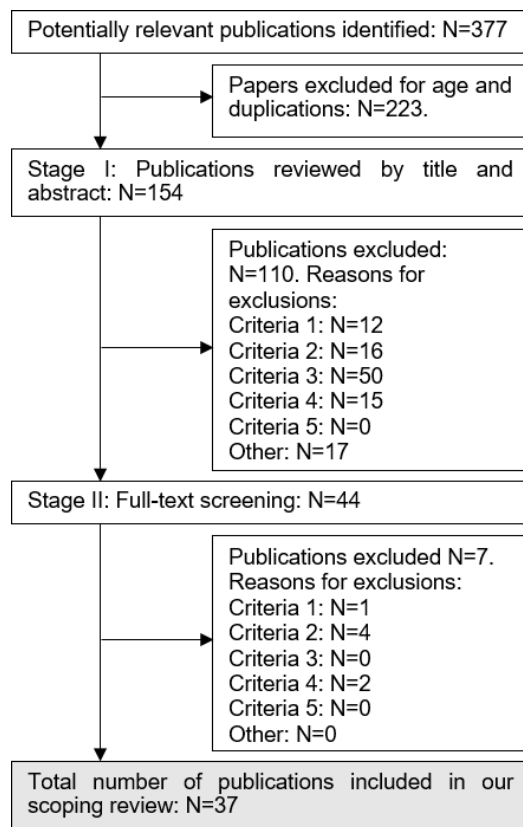 Potentially relevant publications identified: N=377
Papers excluded for age and
duplications: N=223.
Stage I: Publications reviewed by title and
abstract: N=154
Publications excluded:
N=110. Reasons for
exclusions:
Criteria 1: N=12
Criteria 2: N=16
Criteria 3: N=50
Criteria 4: N=15
Criteria 5: N=0
Other: N=17
Stage II: Full-text screening: N=44
Publications excluded N=7.
Reasons for exclusions:
Criteria 1: N=1
Criteria 2: N=4
Criteria 3: N=0
Criteria 4: N=2
Criteria 5: N=0
Other: N=0
Total number of publications included in our
scoping review: N=37